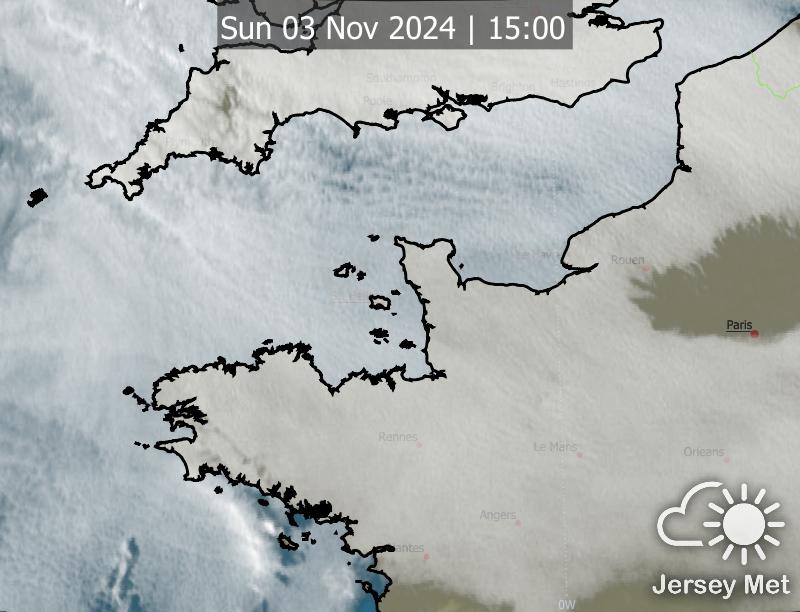 Sun 03 Nov 2024 | 15:00
Southampton
Poole
Brighton
Hastings
Le Havre
Rouen
Paris
Rennes
Le Mans
Orleans
Angers
Nantes
0W
Jersey Met